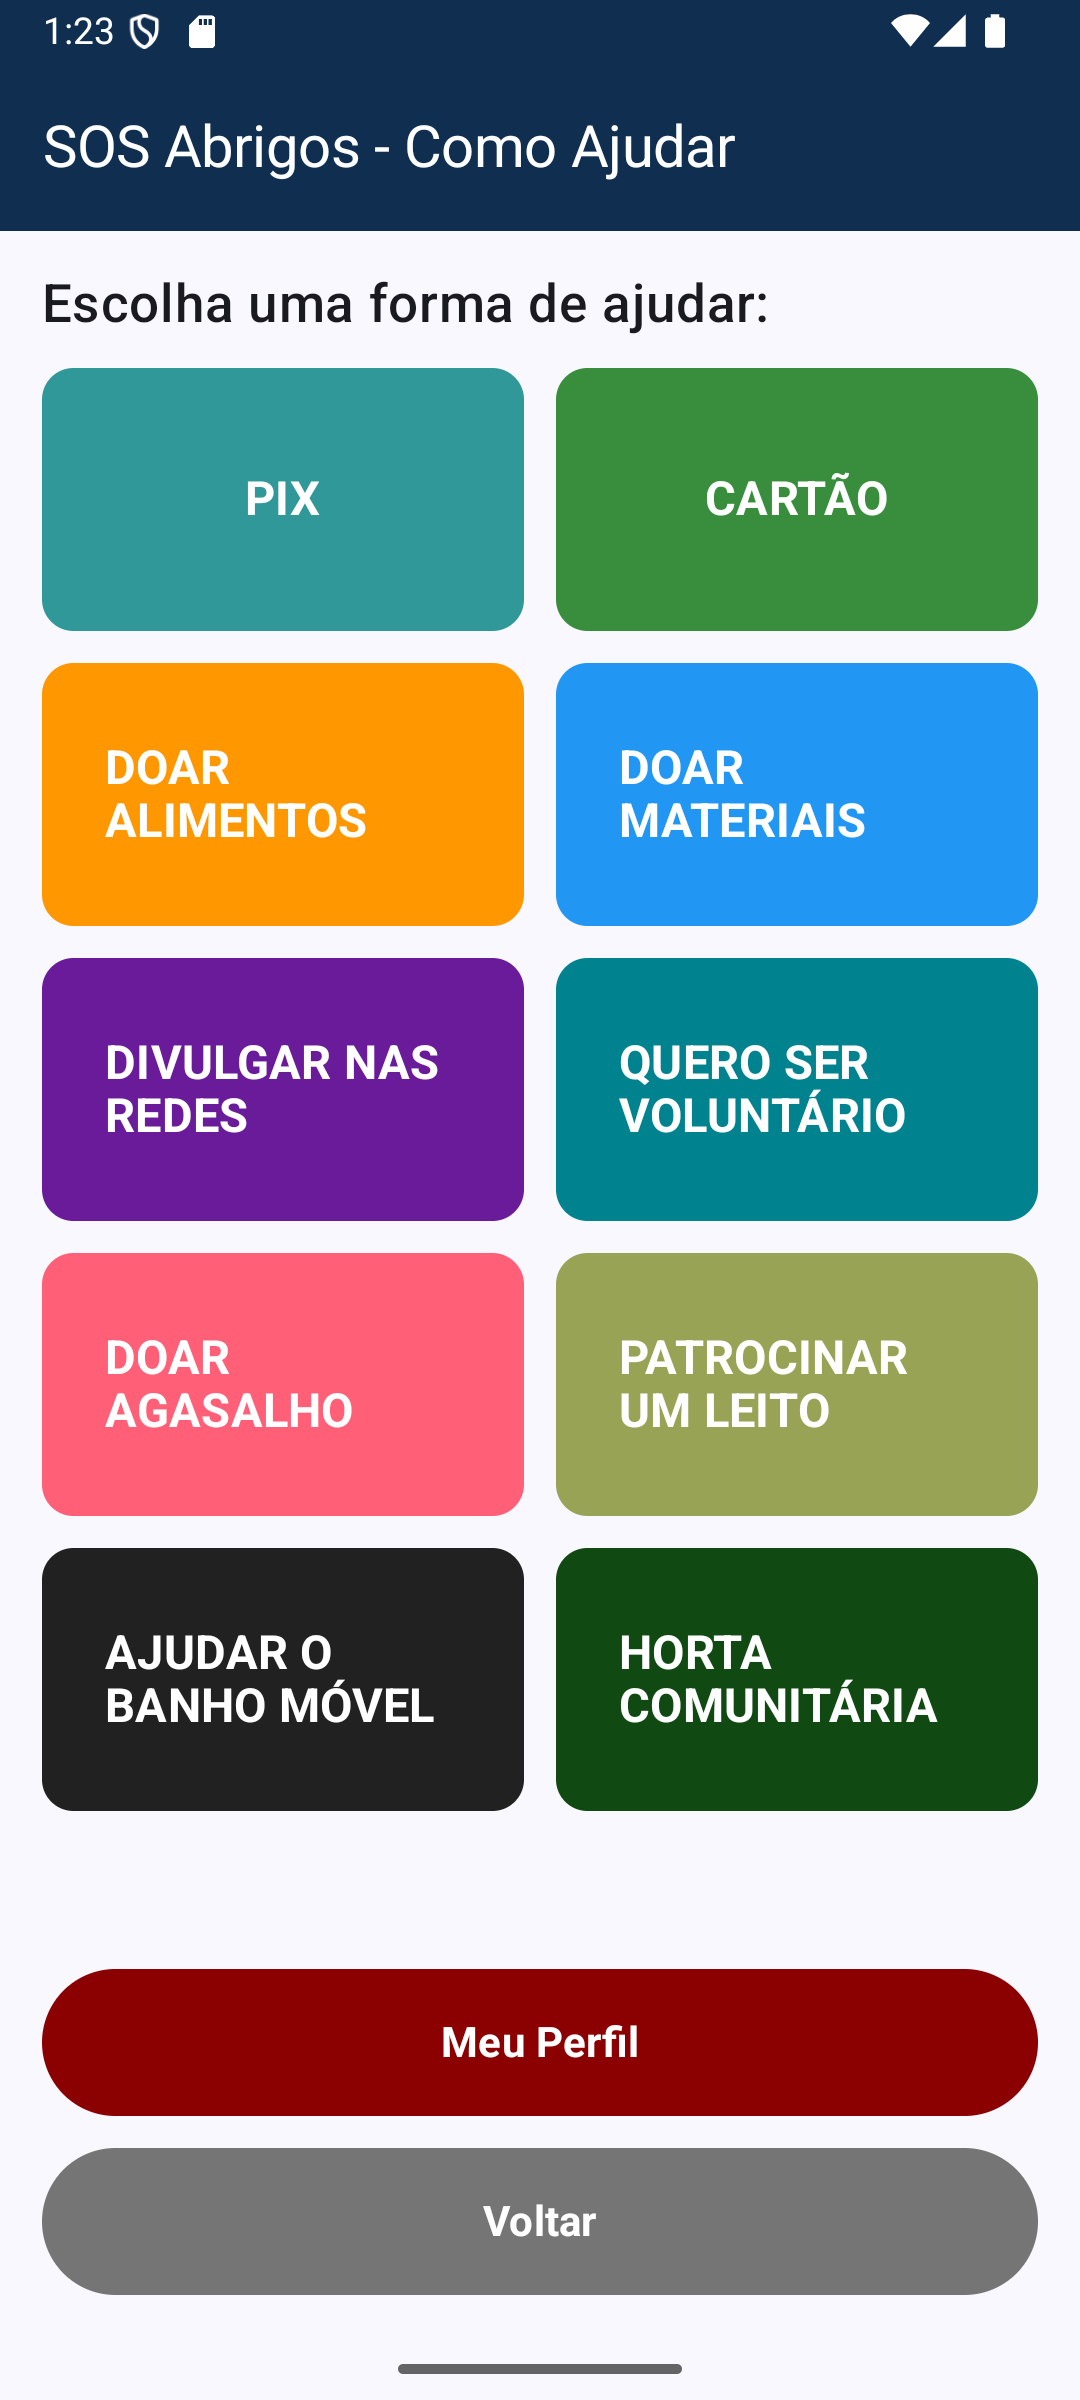 1:23
SOS Abrigos - Como Ajudar
Escolha uma forma de ajudar:
PIX
CARTÃO
DOAR
ALIMENTOS
DOAR
MATERIAIS
DIVULGAR NAS
REDES
QUERO SER
VOLUNTÁRIO
DOAR
AGASALHO
PATROCINAR
UM LEITO
AJUDAR O
BANHO MÓVEL
HORTA
COMUNITÁRIA
Meu Perfil
Voltar